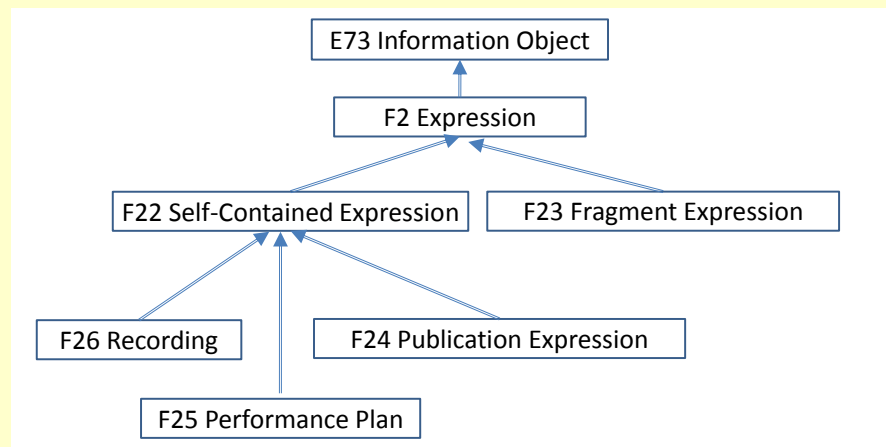 E73 Information Object
F2 Expression
F22 Self-Contained Expression
F23 Fragment Expression
F26 Recording
F24 Publication Expression
F25 Performance Plan